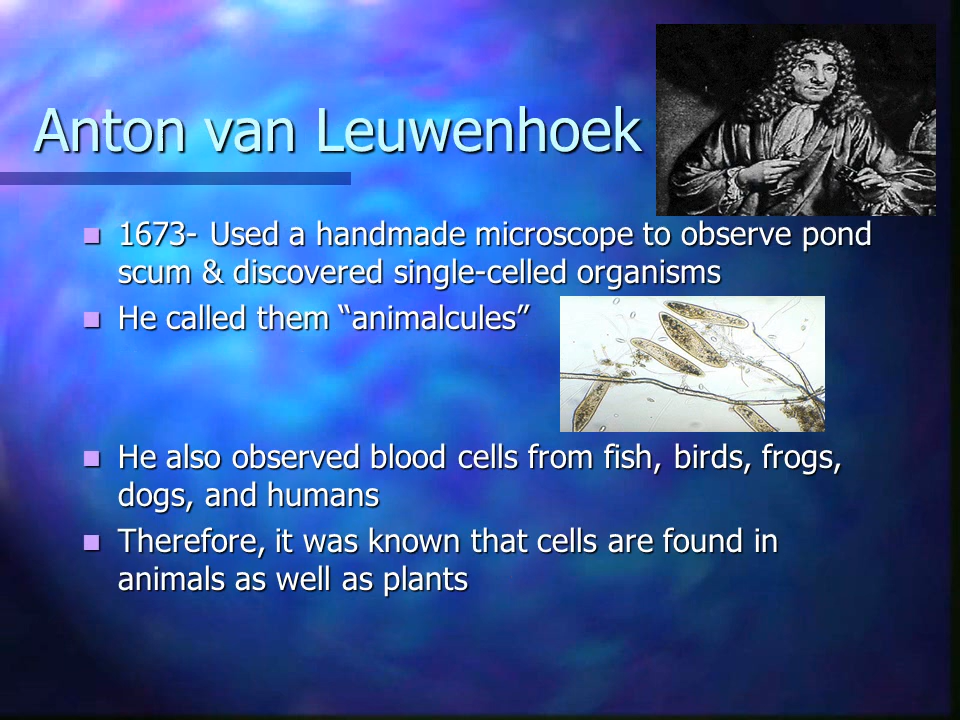 Anton van Leuwenhoek
1673- Used a handmade microscope to observe pond
scum & discovered single-celled organisms
He called them “animalcules”
He also observed blood cells from fish, birds, frogs,
dogs, and humans
Therefore, it was known that cells are found in
animals as well as plants